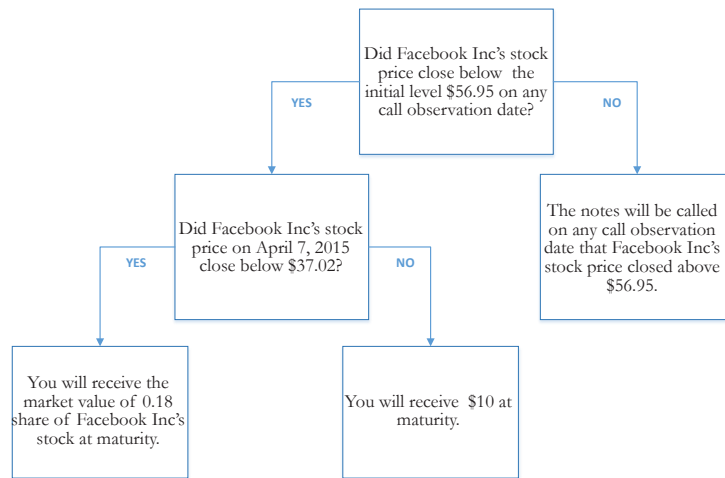 Did Facebook Inc's stock
price close below the
initial level $56.95 on any
call observation date?
YES
NO
Did Facebook Inc's stock
price on April 7, 2015
close below $37.02?
The notes will be called
on any call observation
date that Facebook Inc's
stock price closed above
$56.95.
YES
NO
You will receive the
market value of 0.18
share of Facebook Inc's
stock at maturity.
You will receive $10 at
maturity.